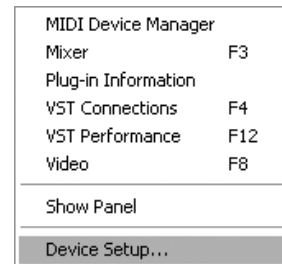 MIDI Device Manager
Mixer F3
Plug-in Information
VST Connections F4
VST Performance F12
Video F8
Show Panel
Device Setup...